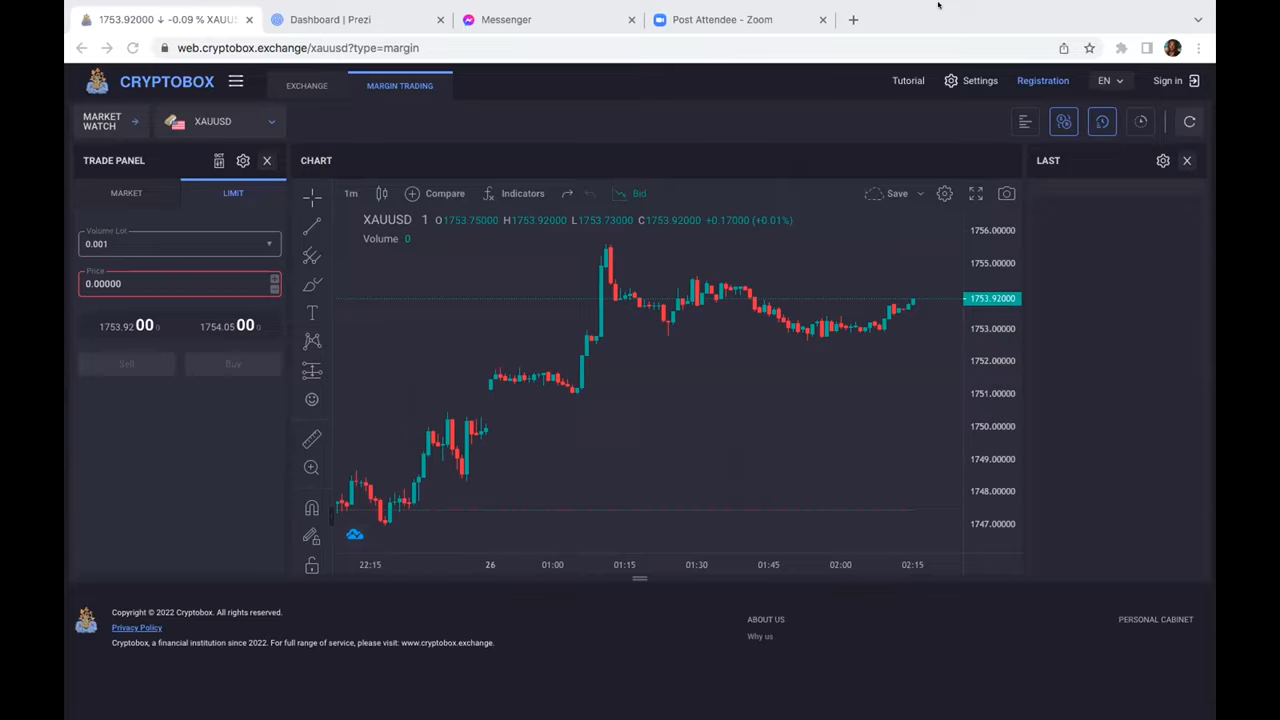 1753.92000 ↓ -0.09 % XAUUS
Dashboard | Prezi
Messenger
Post Attendee - Zoom
web.cryptobox.exchange/xauusd?type=margin
CRYPTOBOX
EXCHANGE
MARGIN TRADING
Tutorial
Settings
Registration
EN
Sign in
MARKET
WATCH
XAUUSD
TRADE PANEL
CHART
LAST
MARKET
LIMIT
1m
Compare
Indicators
Bid
Save
Volume Lot
0.001
Price
0.00000
1753.92 00 0
1754.05 00 0
Sell
Buy
XAUUSD 1 O1753.75000 H1753.92000 L1753.73000 C1753.92000 +0.17000 (+0.01%)
Volume 0
1756.00000
1755.00000
1753.92000
1753.00000
1752.00000
1751.00000
1750.00000
1749.00000
1748.00000
1747.00000
22:15 26 01:00 01:15 01:30 01:45 02:00 02:15
Copyright © 2022 Cryptobox. All rights reserved.
Privacy Policy
Cryptobox, a financial institution since 2022. For full range of service, please visit: www.cryptobox.exchange.
ABOUT US
Why us
PERSONAL CABINET